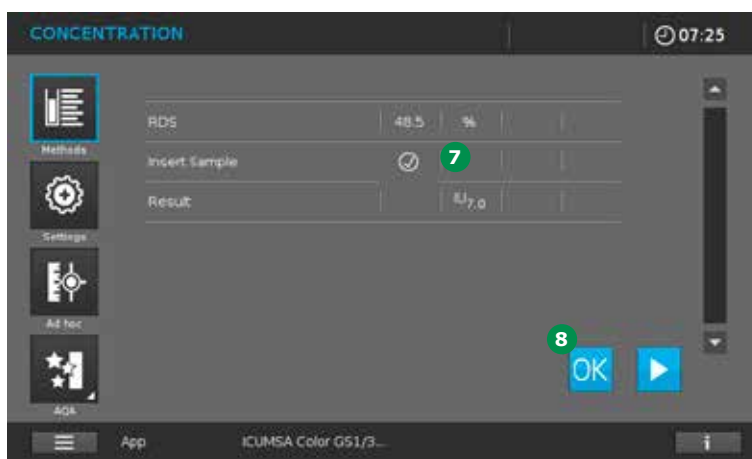 CONCENTRATION 07:25
Methods
Settings
Ad hoc
AQA
RDS 48.5 %
Insert Sample 7
Result IU7.0
8
OK
App ICUMSA Color GS1/3...
i